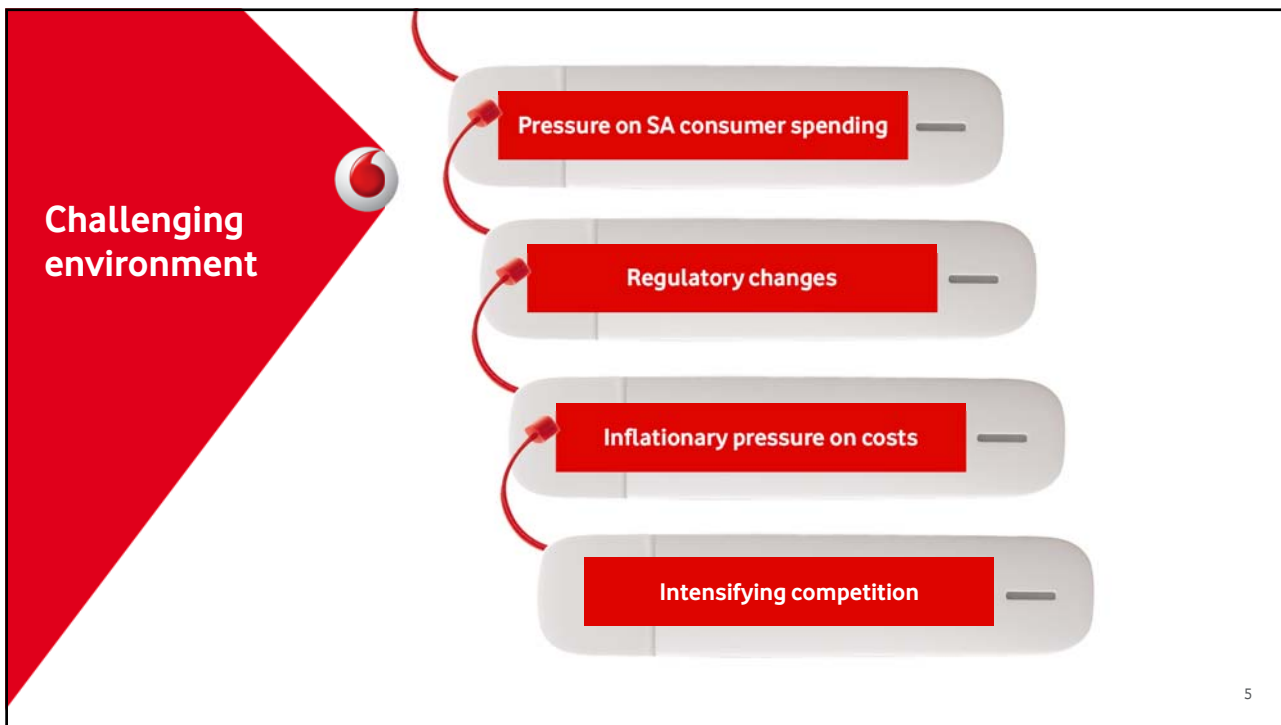 Challenging
environment
Pressure on SA consumer spending
Regulatory changes
Inflationary pressure on costs
Intensifying competition
5